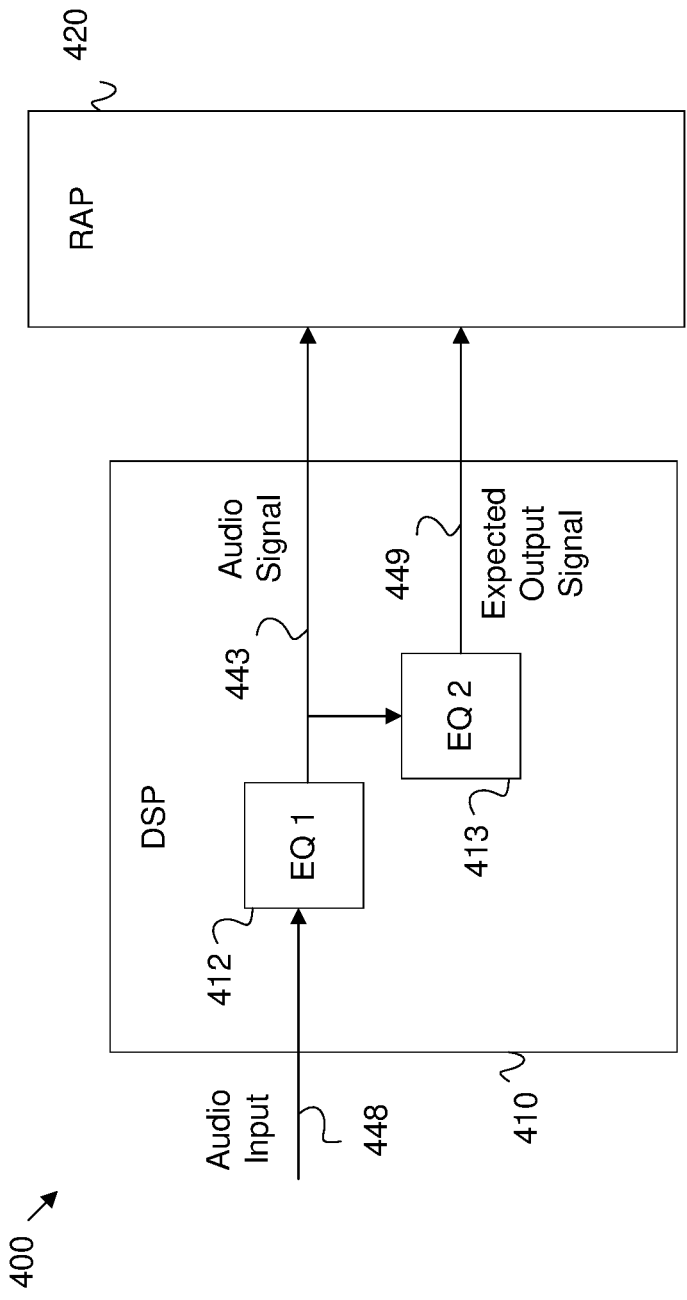 400
Audio
Input
448
410
DSP
412
EQ 1
443
Audio
Signal
413
EQ 2
449
Expected
Output
Signal
RAP
420